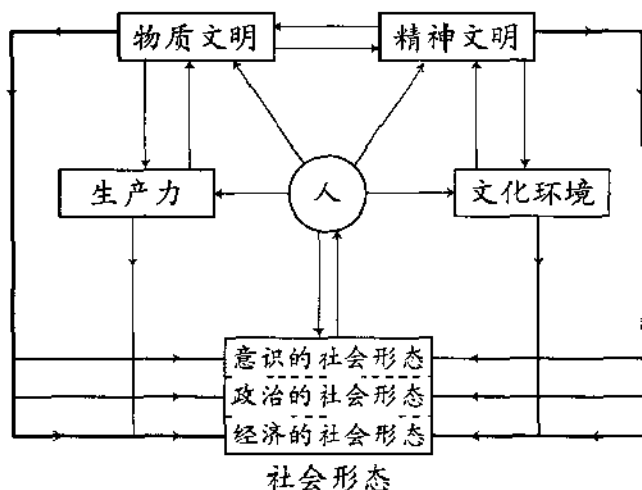 物质文明
精神文明
生产力
人
文化环境
意识的社会形态
政治的社会形态
经济的社会形态
社会形态